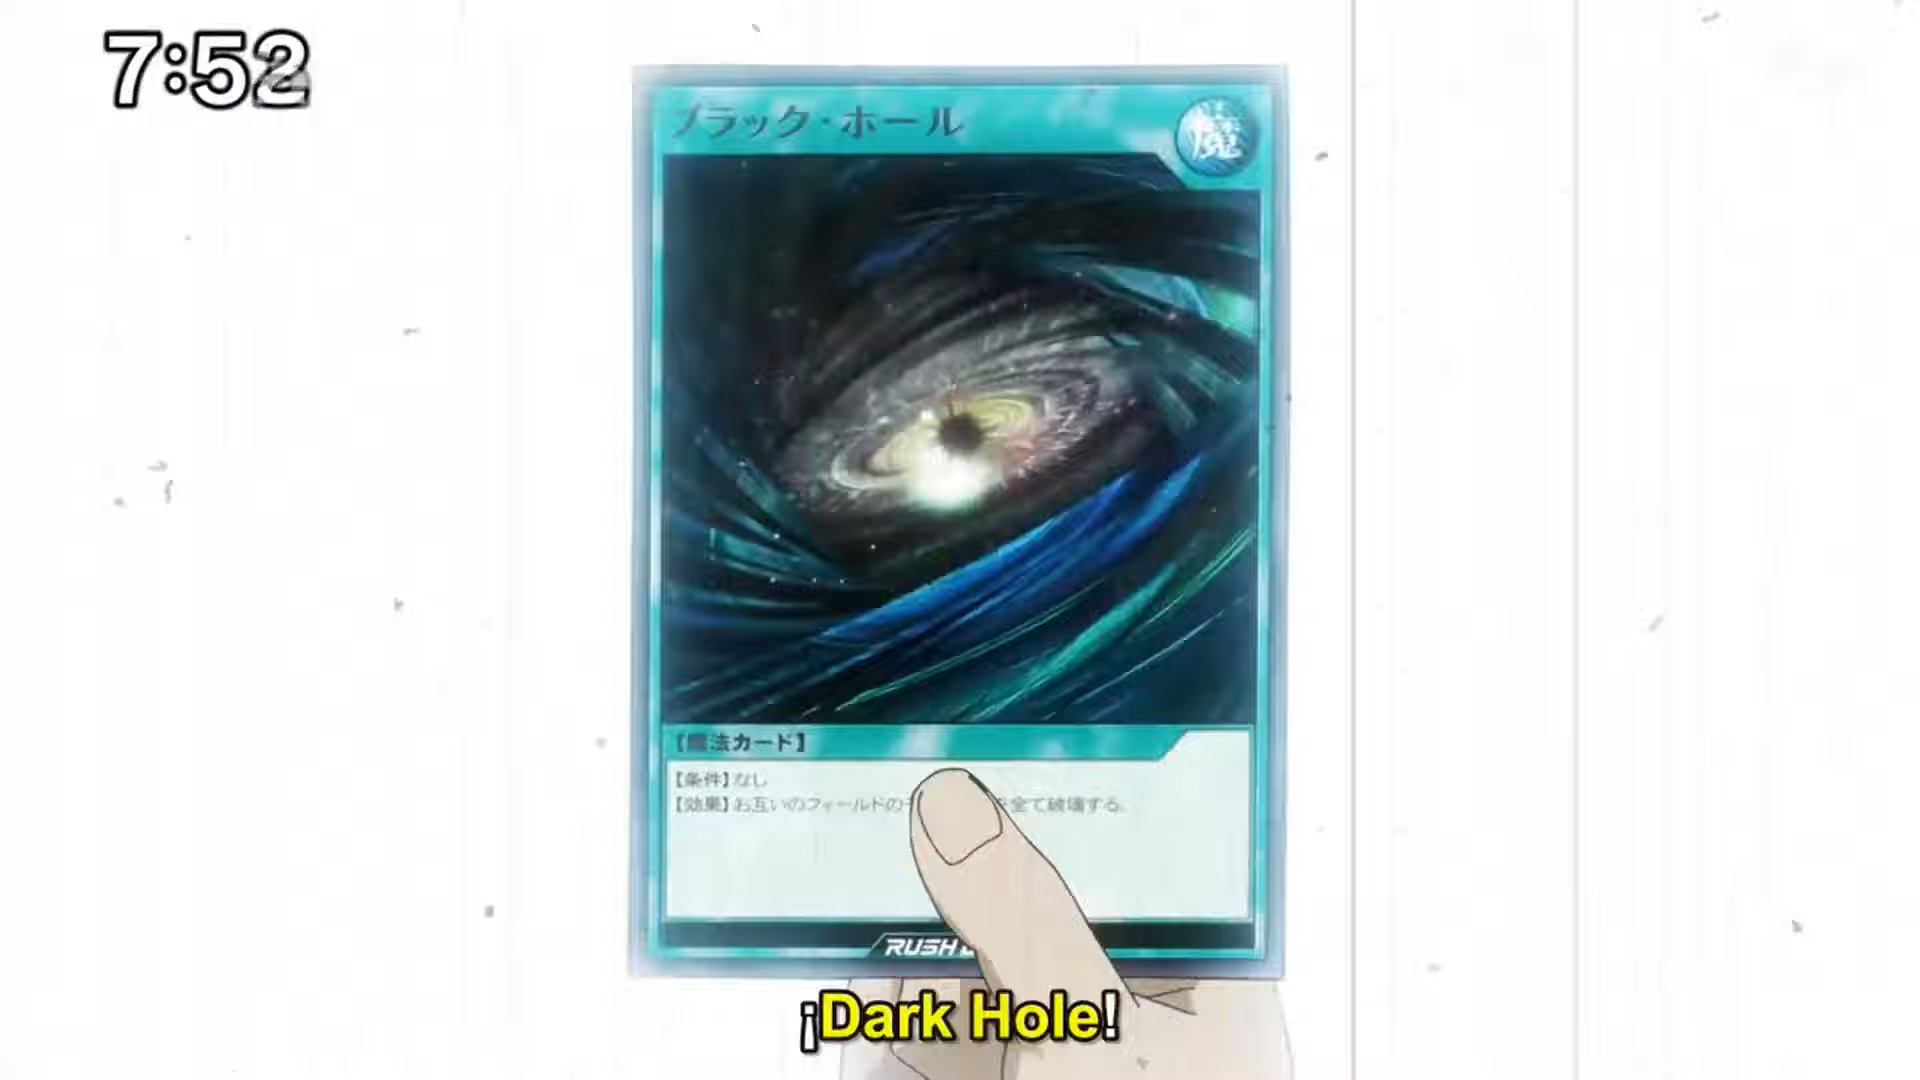 7:52
ブラック・ホール
魔
【魔法カード】
【条件】なし
【効果】お互いのフィールドの を全て破壊する。
RUSH
¡Dark Hole!